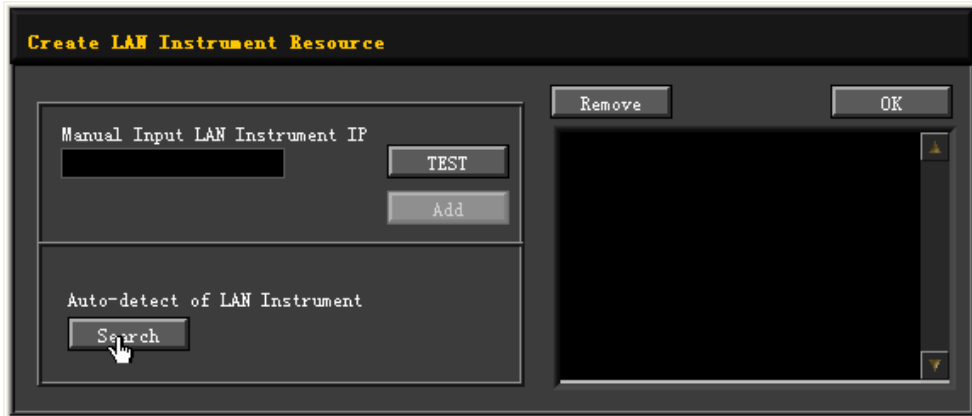 Create LAN Instrument Resource
Remove
OK
Manual Input LAN Instrument IP
TEST
Add
Auto-detect of LAN Instrument
Search